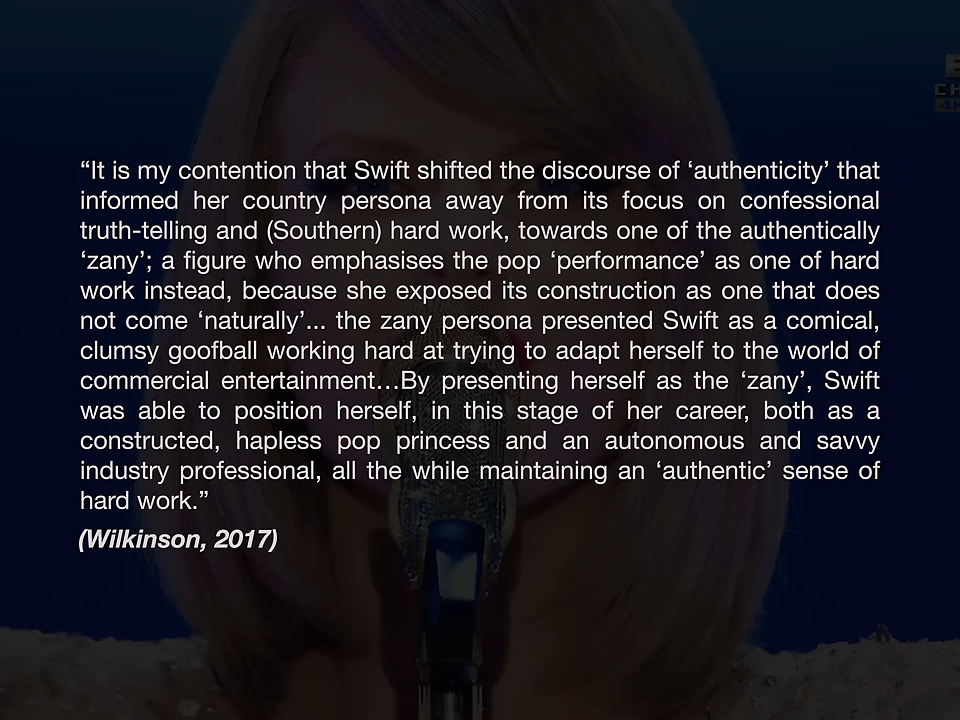 “It is my contention that Swift shifted the discourse of ‘authenticity’ that
informed her country persona away from its focus on confessional
truth-telling and (Southern) hard work, towards one of the authentically
‘zany’; a figure who emphasises the pop ‘performance’ as one of hard
work instead, because she exposed its construction as one that does
not come ‘naturally’... the zany persona presented Swift as a comical,
clumsy goofball working hard at trying to adapt herself to the world of
commercial entertainment…By presenting herself as the ‘zany’, Swift
was able to position herself, in this stage of her career, both as a
constructed, hapless pop princess and an autonomous and savvy
industry professional, all the while maintaining an ‘authentic’ sense of
hard work.”
(Wilkinson, 2017)